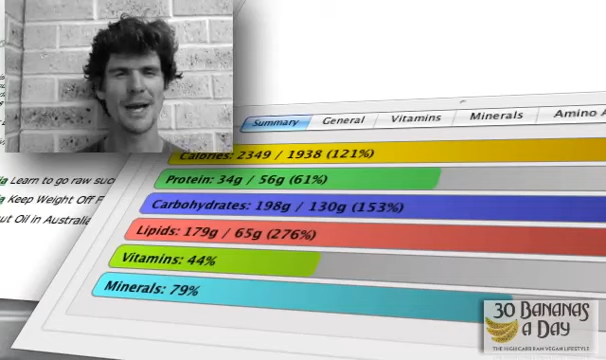 Summary General Vitamins Minerals Amino A
Calories: 2349 / 1938 (121%)
Protein: 34g / 56g (61%)
Carbohydrates: 198g / 130g (153%)
Lipids: 179g / 65g (276%)
Vitamins: 44%
Minerals: 79%
Learn to go raw suc
Keep Weight Off F
ut Oil in Australia
30 BANANAS
A DAY
THE HIGH CARB RAW VEGAN LIFESTYLE